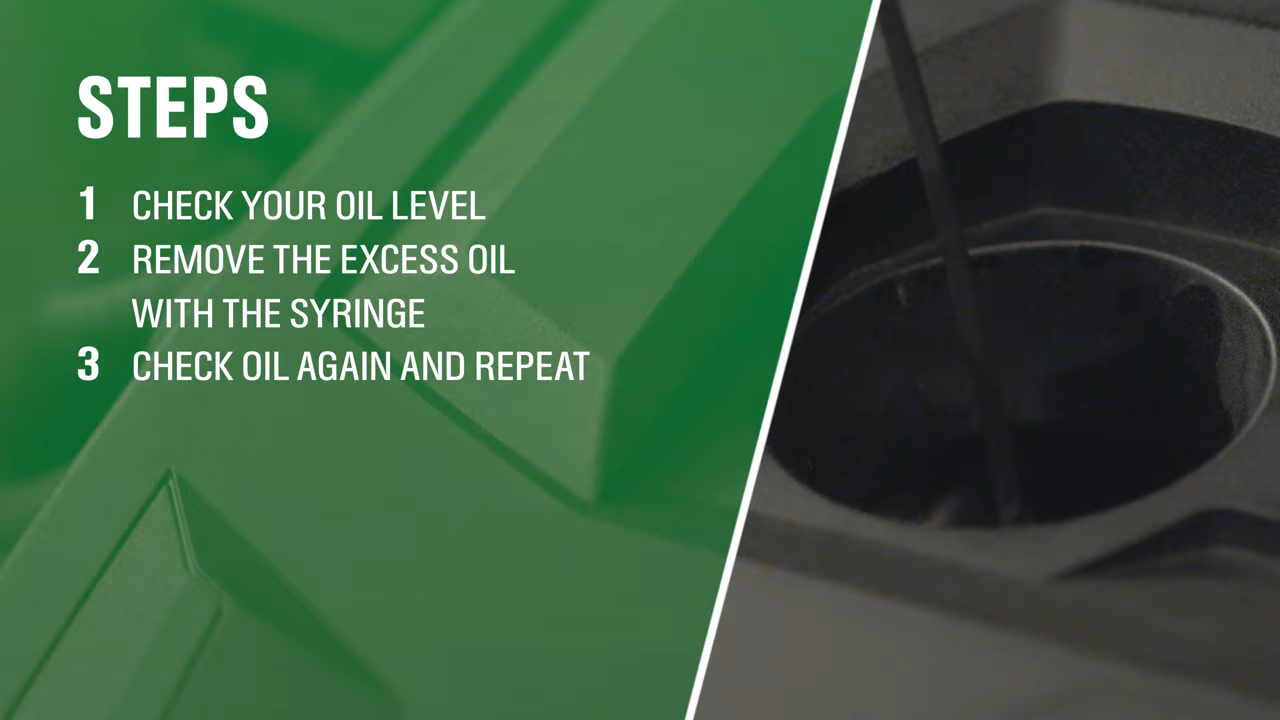 STEPS
1 CHECK YOUR OIL LEVEL
2 REMOVE THE EXCESS OIL
WITH THE SYRINGE
3 CHECK OIL AGAIN AND REPEAT